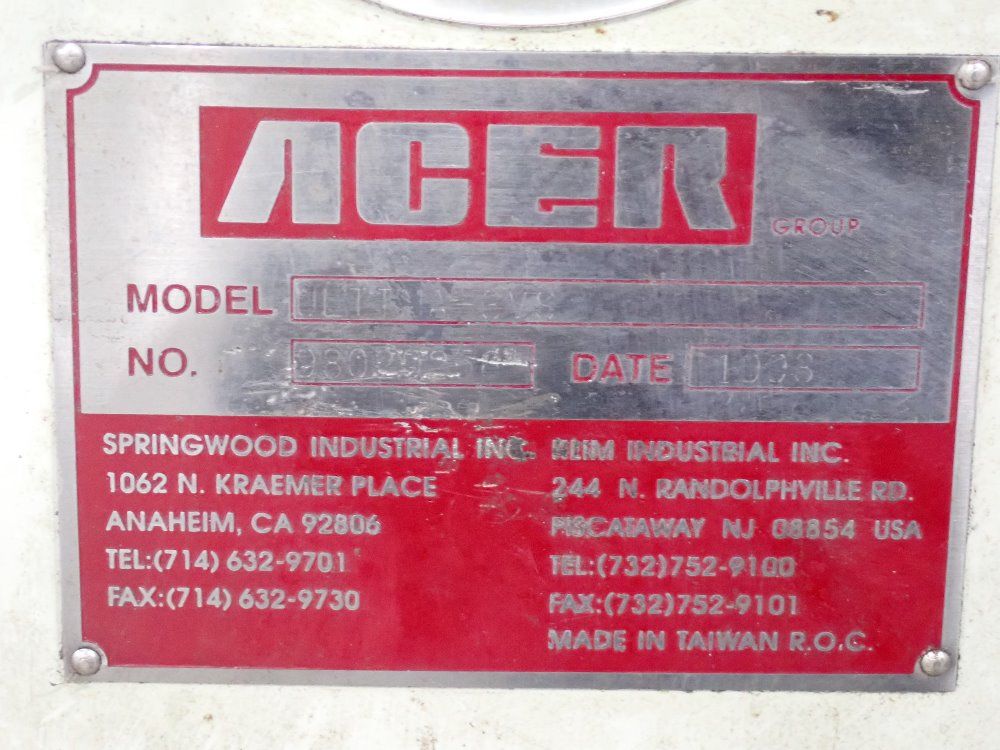 ACER
GROUP
MODEL
NO.
DATE 1998
SPRINGWOOD INDUSTRIAL INC.
1062 N. KRAEMER PLACE
ANAHEIM, CA 92806
TEL:(714) 632-9701
FAX:(714) 632-9730
KLIM INDUSTRIAL INC.
244 N. RANDOLPHVILLE RD.
PISCATAWAY NJ 08854 USA
TEL:(732)752-9100
FAX:(732)752-9101
MADE IN TAIWAN R.O.C.